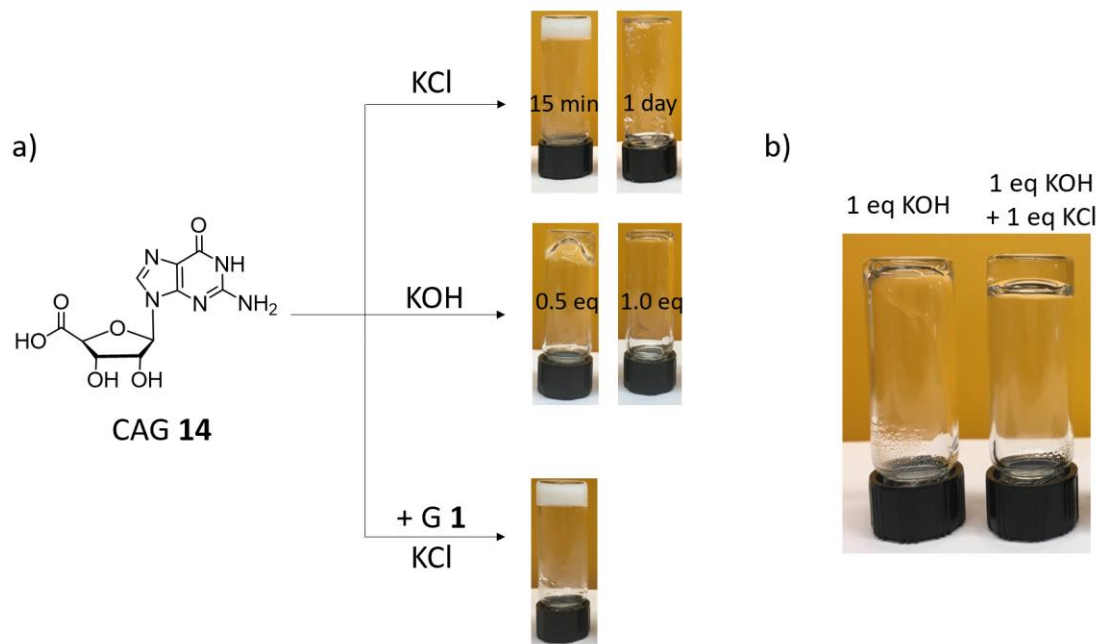 a)
KCl
15 min
1 day
KOH
0.5 eq
1.0 eq
+ G 1
KCl
O
N
NH
N
N
NH2
O
HO
O
OH
OH
CAG 14
b)
1 eq KOH
1 eq KOH
+ 1 eq KCl